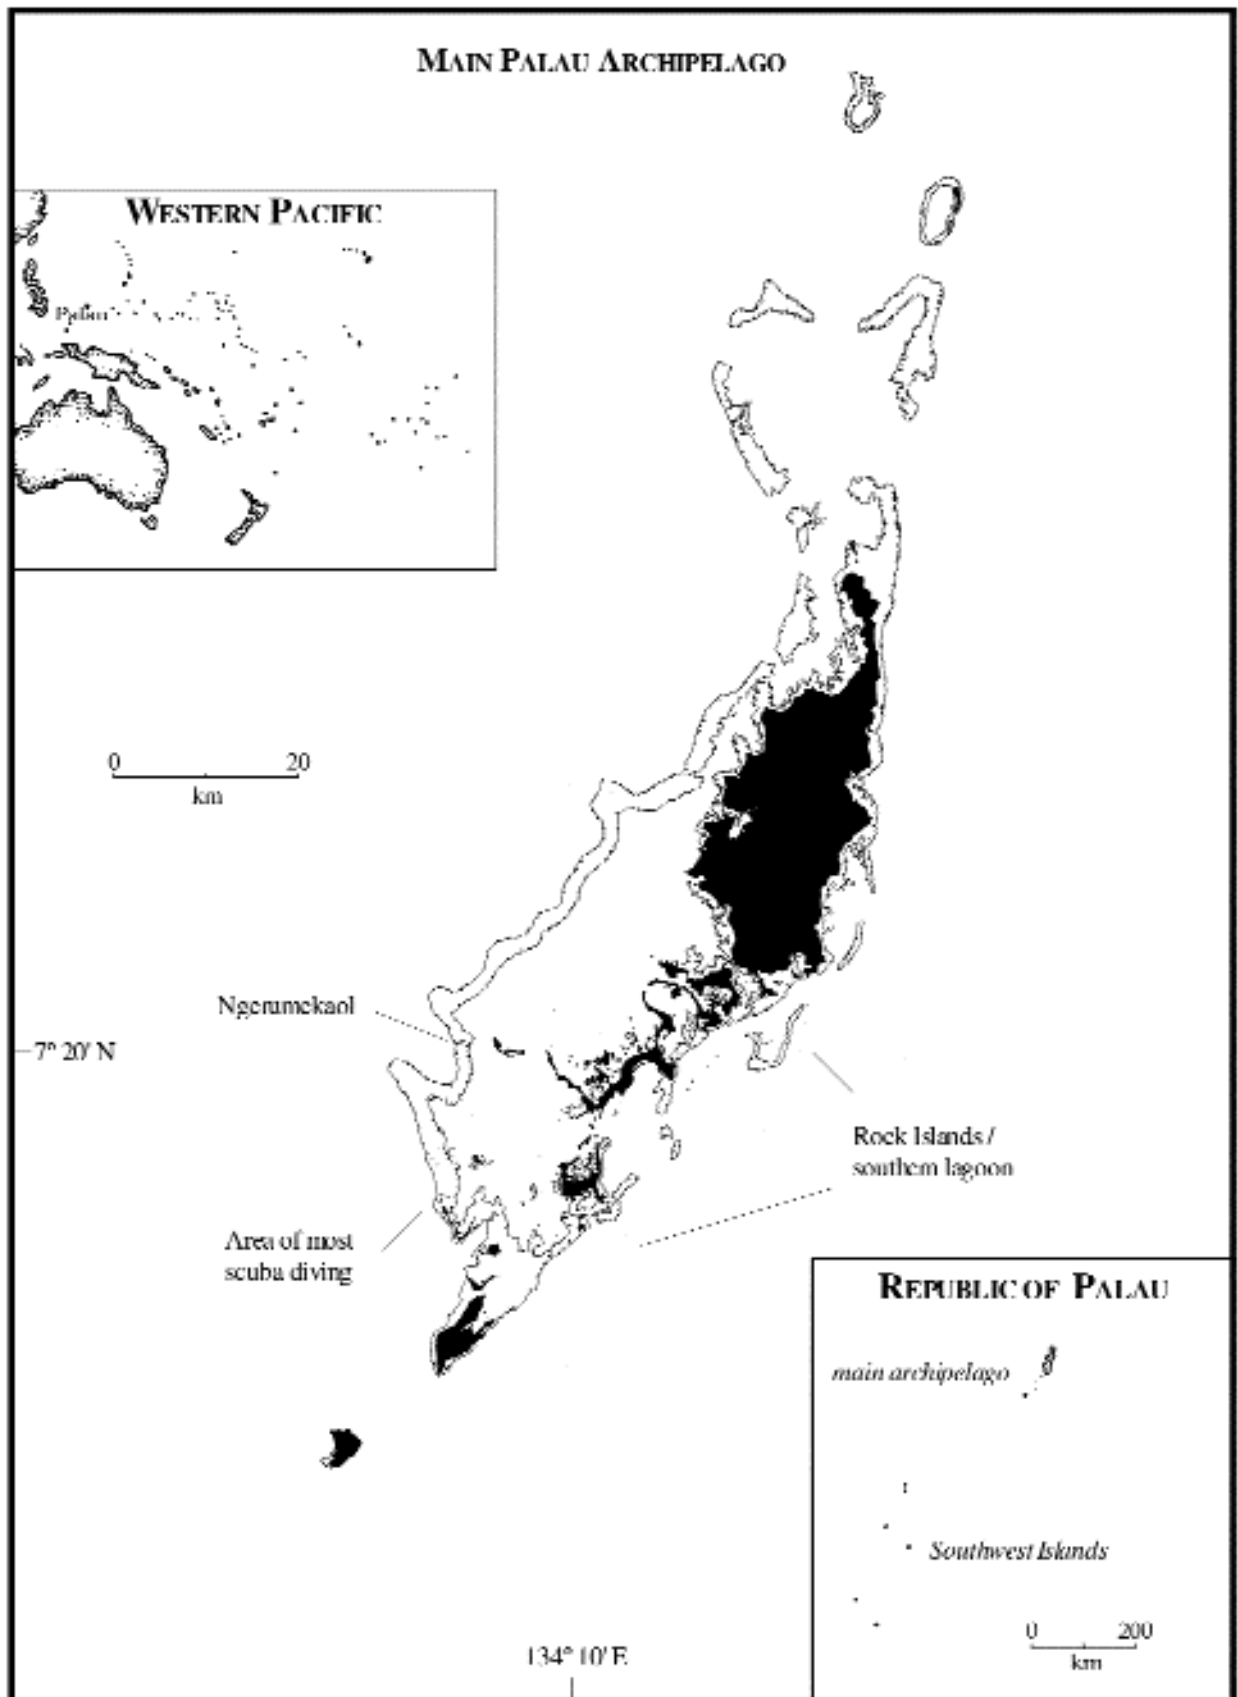 MAIN PALAU ARCHIPELAGO
WESTERN PACIFIC
Palau
0 20
km
Ngerumekaol
7° 20' N
Rock Islands /
southern lagoon
Area of most
scuba diving
REPUBLIC OF PALAU
main archipelago
Southwest Islands
0 200
km
134° 10' E